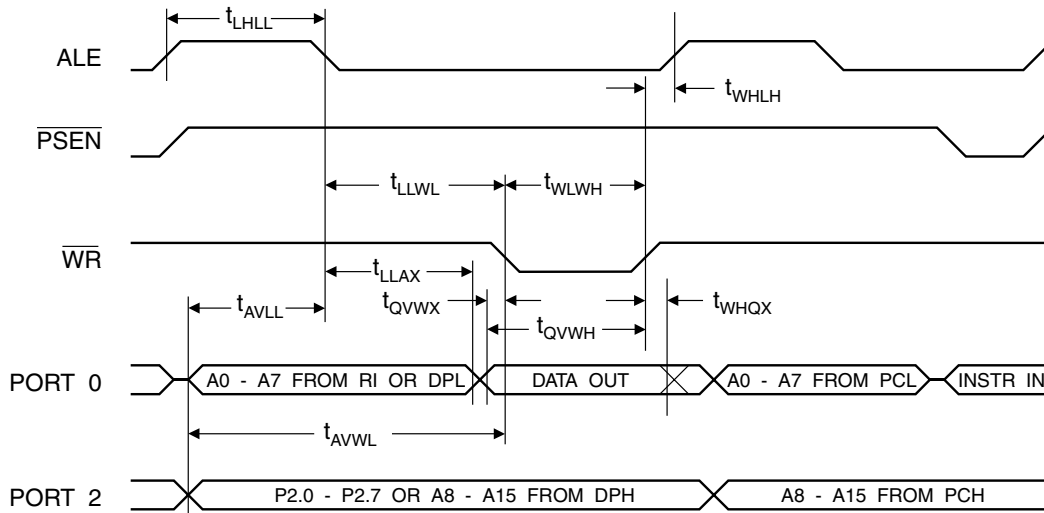 tLHLL
ALE
tWHLH
PSEN
tLLWL
tWLWH
WR
tLLAX
tAVLL
tQVWX
tWHQX
tQVWH
PORT 0
A0 - A7 FROM RI OR DPL
DATA OUT
A0 - A7 FROM PCL
INSTR IN
tAVWL
PORT 2
P2.0 - P2.7 OR A8 - A15 FROM DPH
A8 - A15 FROM PCH